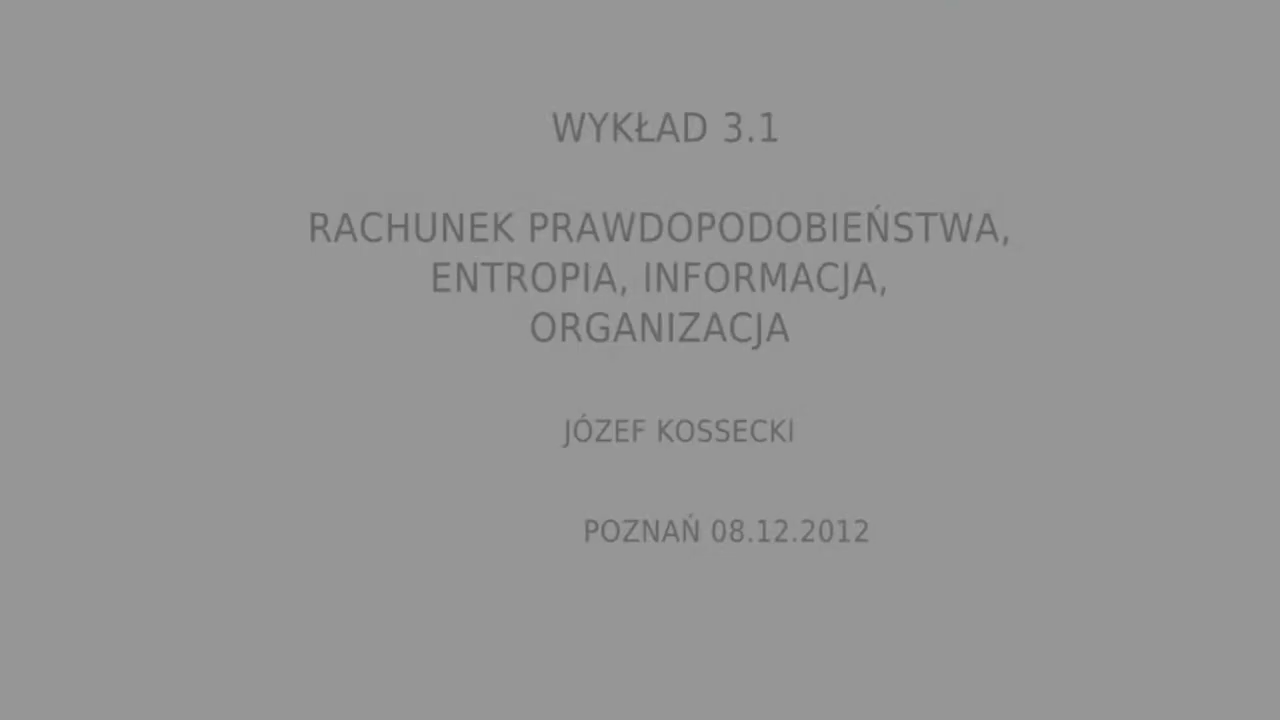 WYKŁAD 3.1
RACHUNEK PRAWDOPODOBIEŃSTWA,
ENTROPIA, INFORMACJA,
ORGANIZACJA
JÓZEF KOSSECKI
POZNAŃ 08.12.2012